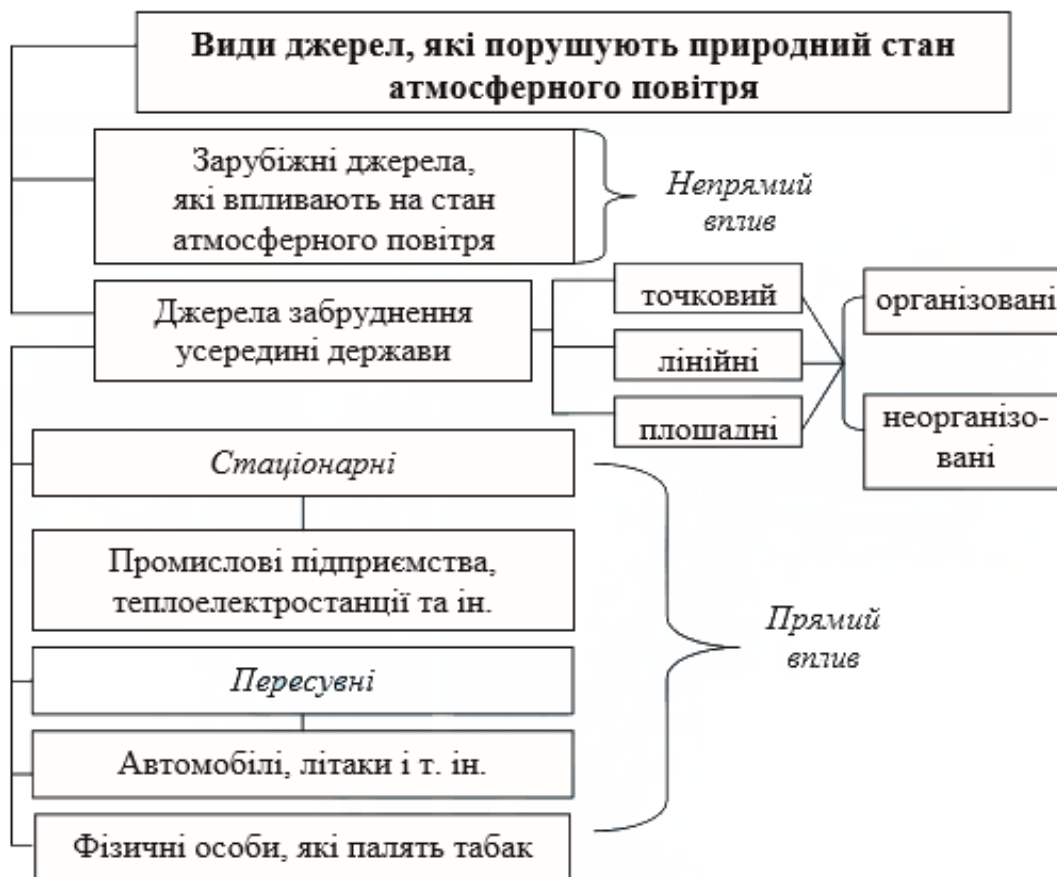 Види джерел, які порушують природний стан
атмосферного повітря
Зарубіжні джерела,
які впливають на стан
атмосферного повітря
Непрямий
вплив
Джерела забруднення
усередині держави
точковий
лінійні
плошадні
організовані
неорганізо-
вані
Стаціонарні
Промислові підприємства,
теплоелектростанції та ін.
Пересувні
Автомобілі, літаки і т. ін.
Фізичні особи, які палять табак
Прямий
вплив